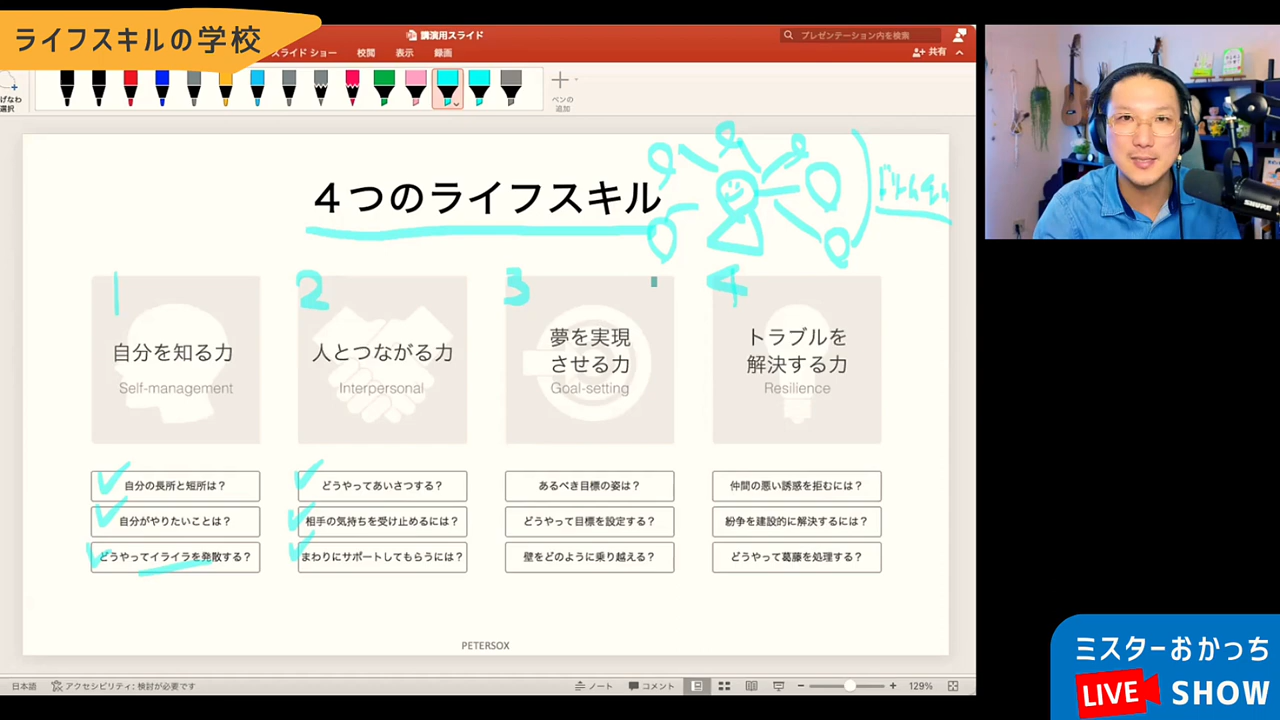 ライフスキルの学校
講演用スライド
プレゼンテーション内を検索
スライド ショー
校閲
表示
録画
共有
げなわ
選択
ペンの
追加
4つのライフスキル
ドリームセル
1
2
3
4
自分を知る力
Self-management
人とつながる力
Interpersonal
夢を実現
させる力
Goal-setting
トラブルを
解決する力
Resilience
自分の長所と短所は?
自分がやりたいことは?
どうやってイライラを発散する?
どうやってあいさつする?
相手の気持ちを受け止めるには?
まわりにサポートしてもらうには?
あるべき目標の姿は?
どうやって目標を設定する?
壁をどのように乗り越える?
仲間の悪い誘惑を拒むには?
紛争を建設的に解決するには?
どうやって葛藤を処理する?
PETERSOX
日本語
アクセシビリティ: 検討が必要です
ノート
コメント
129%
SHURE
ミスターおかっち
LIVE SHOW